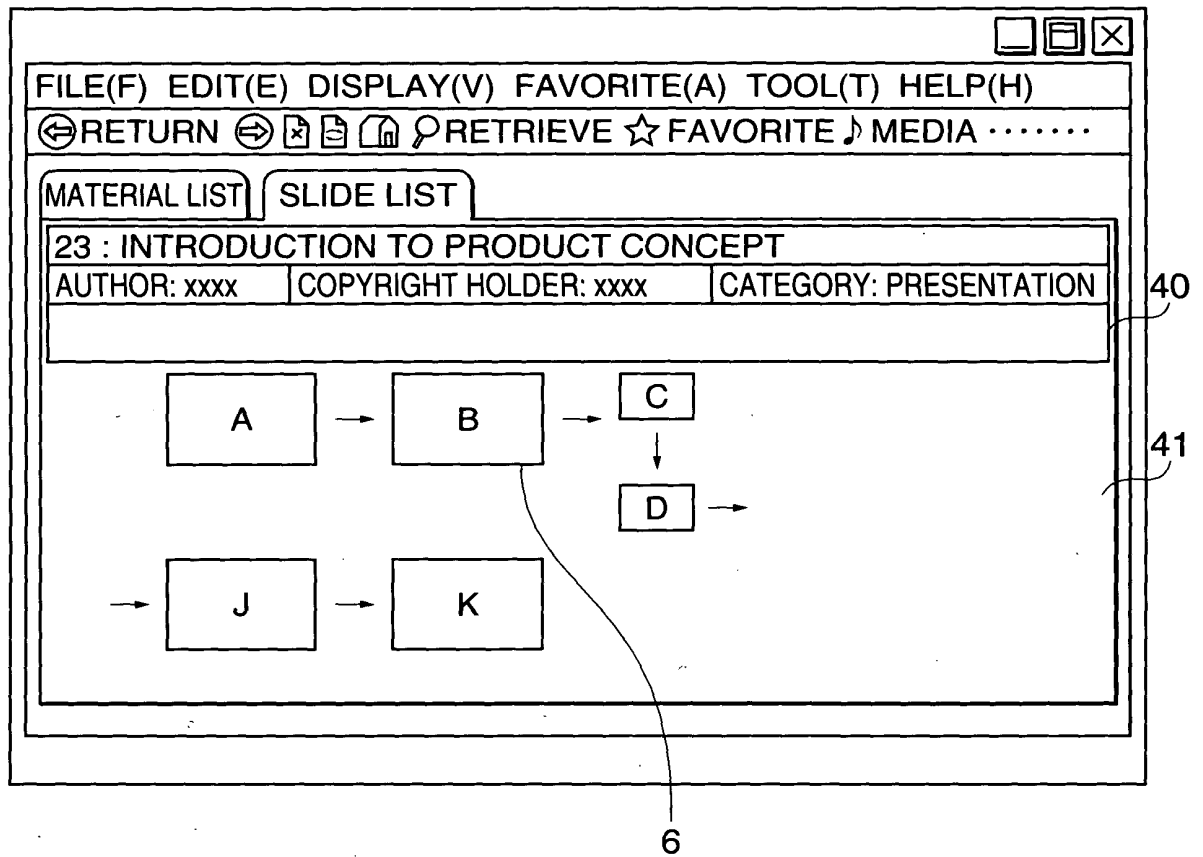 FILE(F) EDIT(E) DISPLAY(V) FAVORITE(A) TOOL(T) HELP(H)
RETURN RETRIEVE FAVORITE MEDIA ·······
MATERIAL LIST SLIDE LIST
23 : INTRODUCTION TO PRODUCT CONCEPT
AUTHOR: xxxx COPYRIGHT HOLDER: xxxx CATEGORY: PRESENTATION
40
A B C
41
D
J K
6